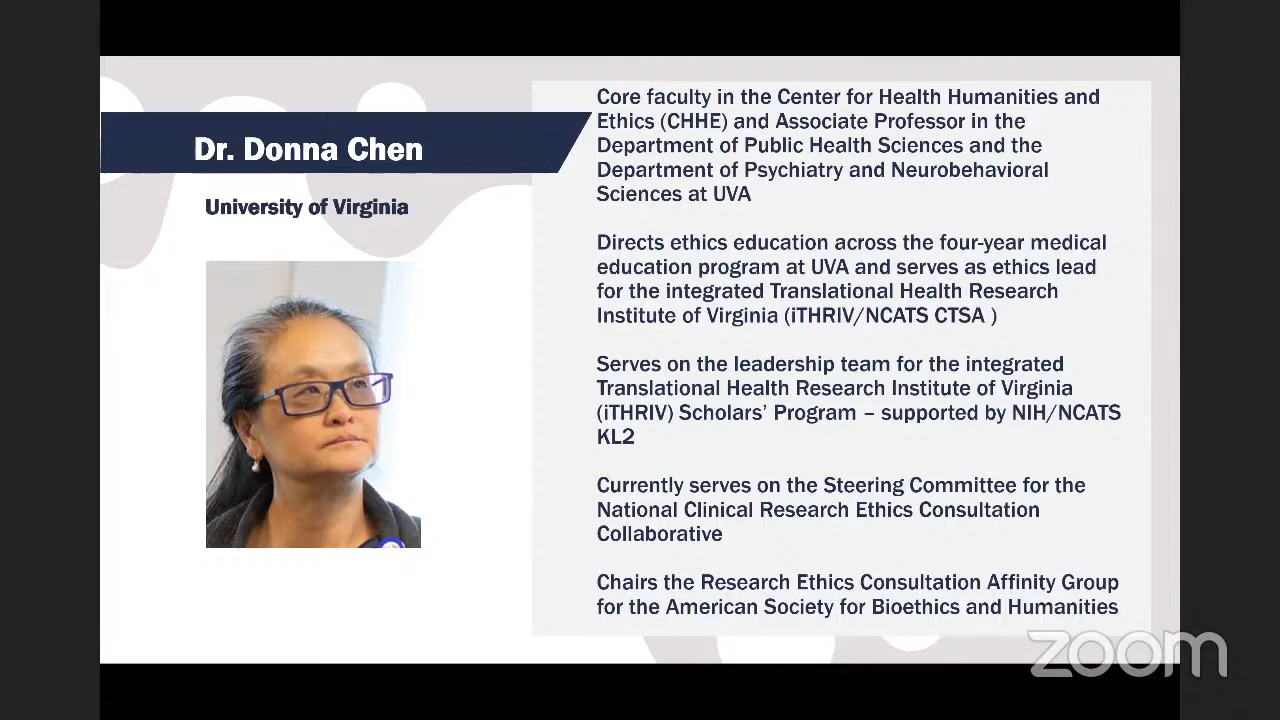 Dr. Donna Chen
University of Virginia
Core faculty in the Center for Health Humanities and
Ethics (CHHE) and Associate Professor in the
Department of Public Health Sciences and the
Department of Psychiatry and Neurobehavioral
Sciences at UVA
Directs ethics education across the four-year medical
education program at UVA and serves as ethics lead
for the integrated Translational Health Research
Institute of Virginia (iTHRIV/NCATS CTSA )
Serves on the leadership team for the integrated
Translational Health Research Institute of Virginia
(iTHRIV) Scholars’ Program – supported by NIH/NCATS
KL2
Currently serves on the Steering Committee for the
National Clinical Research Ethics Consultation
Collaborative
Chairs the Research Ethics Consultation Affinity Group
for the American Society for Bioethics and Humanities
zoom